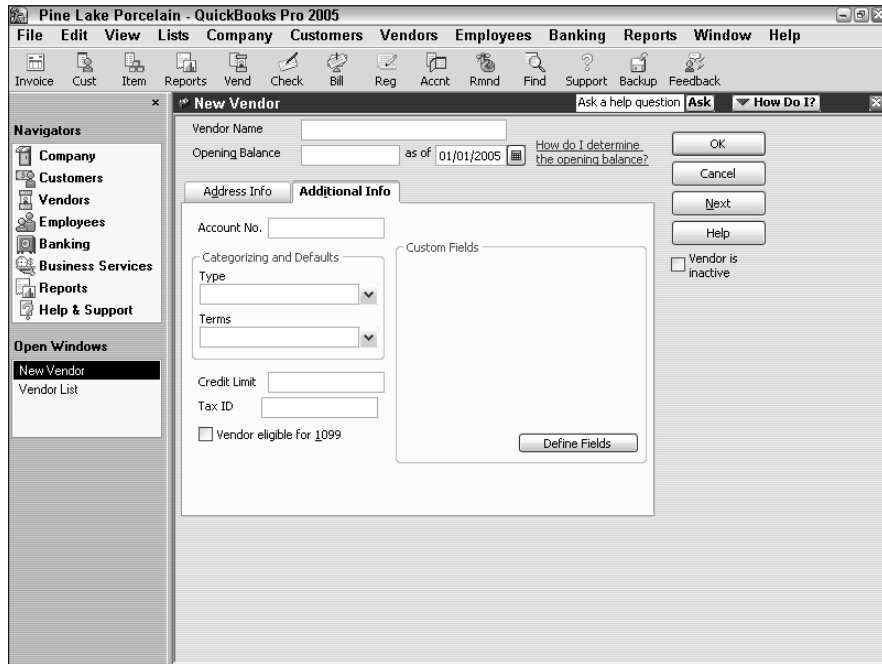 Pine Lake Porcelain - QuickBooks Pro 2005
File Edit View Lists Company Customers Vendors Employees Banking Reports Window Help
Invoice Cust Item Reports Vend Check Bill Reg Accnt Rmnd Find Support Backup Feedback
New Vendor
Ask a help question Ask How Do I?
Navigators
Company
Customers
Vendors
Employees
Banking
Business Services
Reports
Help & Support
Open Windows
New Vendor
Vendor List
Vendor Name
Opening Balance as of 01/01/2005
How do I determine
the opening balance?
Address Info Additional Info
Account No.
Categorizing and Defaults
Type
Terms
Credit Limit
Tax ID
Vendor eligible for 1099
Custom Fields
Define Fields
OK
Cancel
Next
Help
Vendor is
inactive